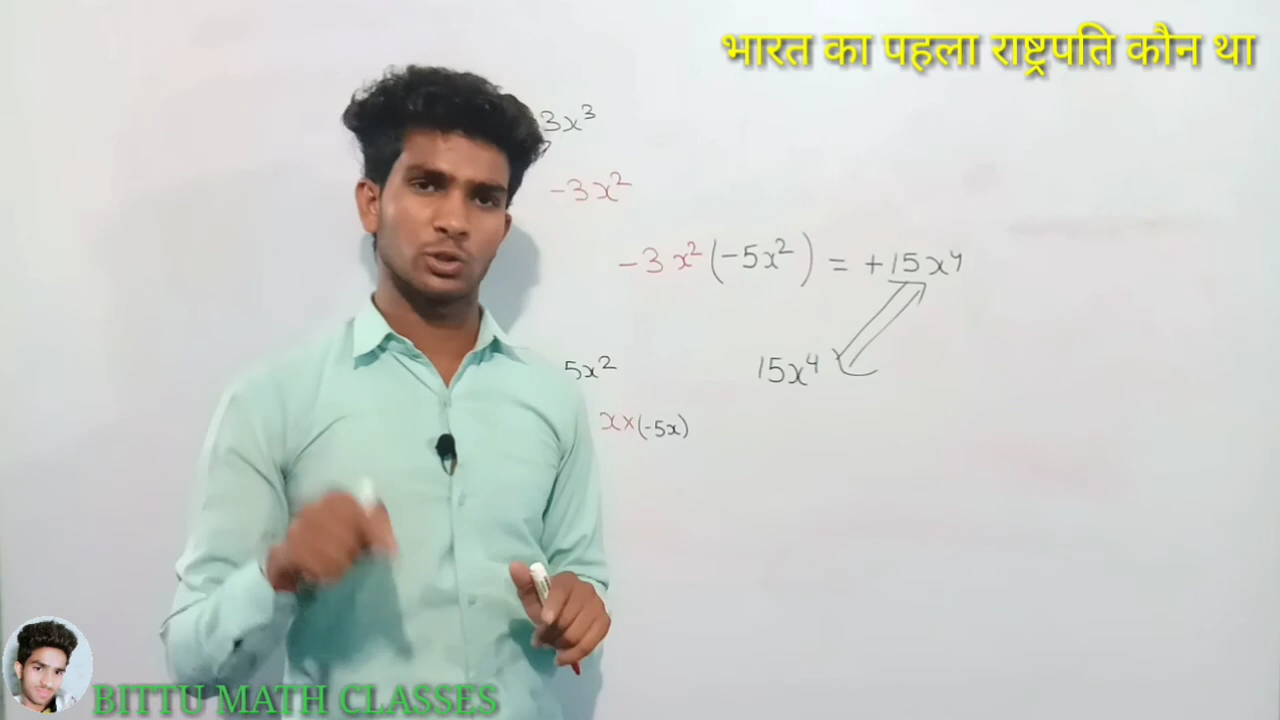 भारत का पहला राष्ट्रपति कौन था
3x³
-3x²
-3x²(-5x²) = +15x⁴
5x²
15x⁴
x×(-5x)
BITTU MATH CLASSES